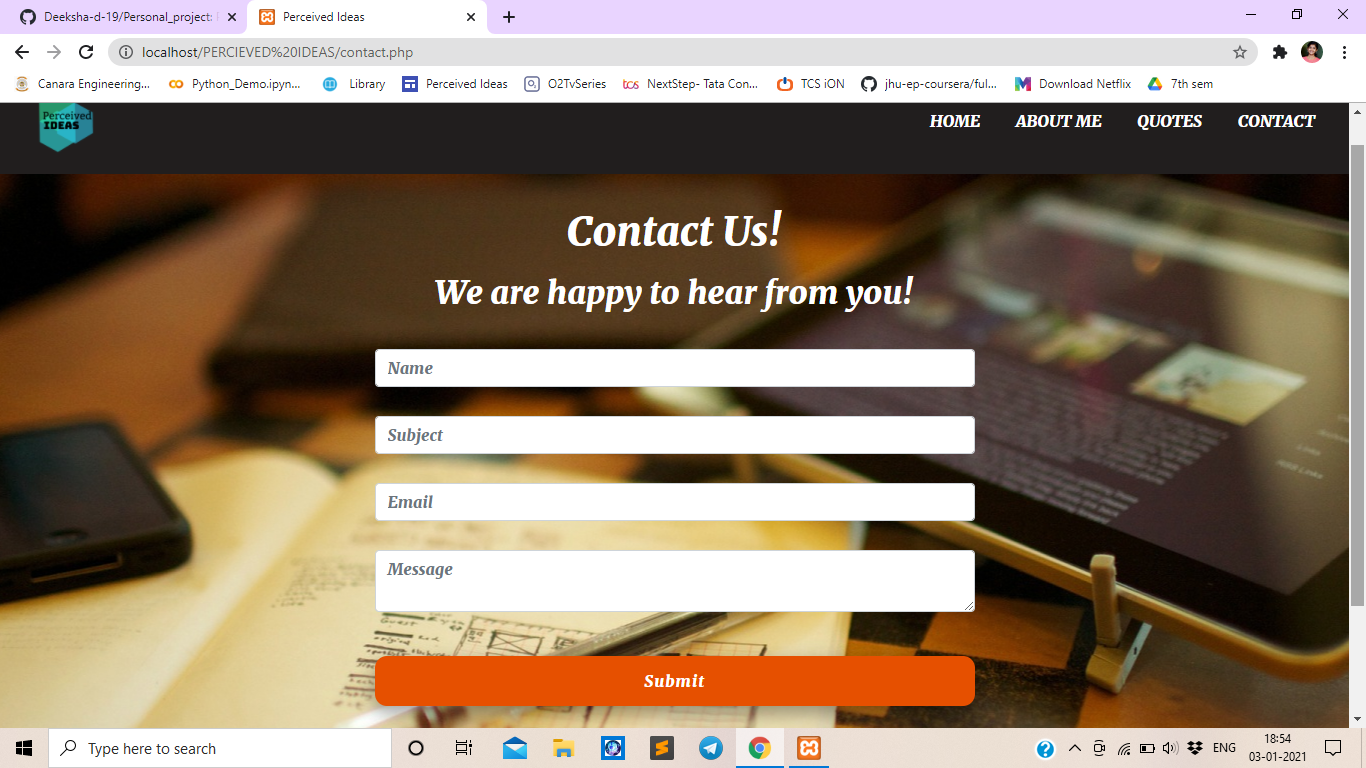 Deeksha-d-19/Personal_project:
Perceived Ideas
localhost/PERCIEVED%20IDEAS/contact.php
Canara Engineering...
Python_Demo.ipyn...
Library
Perceived Ideas
O2TvSeries
tcs
NextStep- Tata Con...
TCS iON
jhu-ep-coursera/ful...
Download Netflix
7th sem
Perceived
IDEAS
HOME
ABOUT ME
QUOTES
CONTACT
Contact Us!
We are happy to hear from you!
Name
Subject
Email
Message
Submit
Type here to search
ENG
18:54
03-01-2021